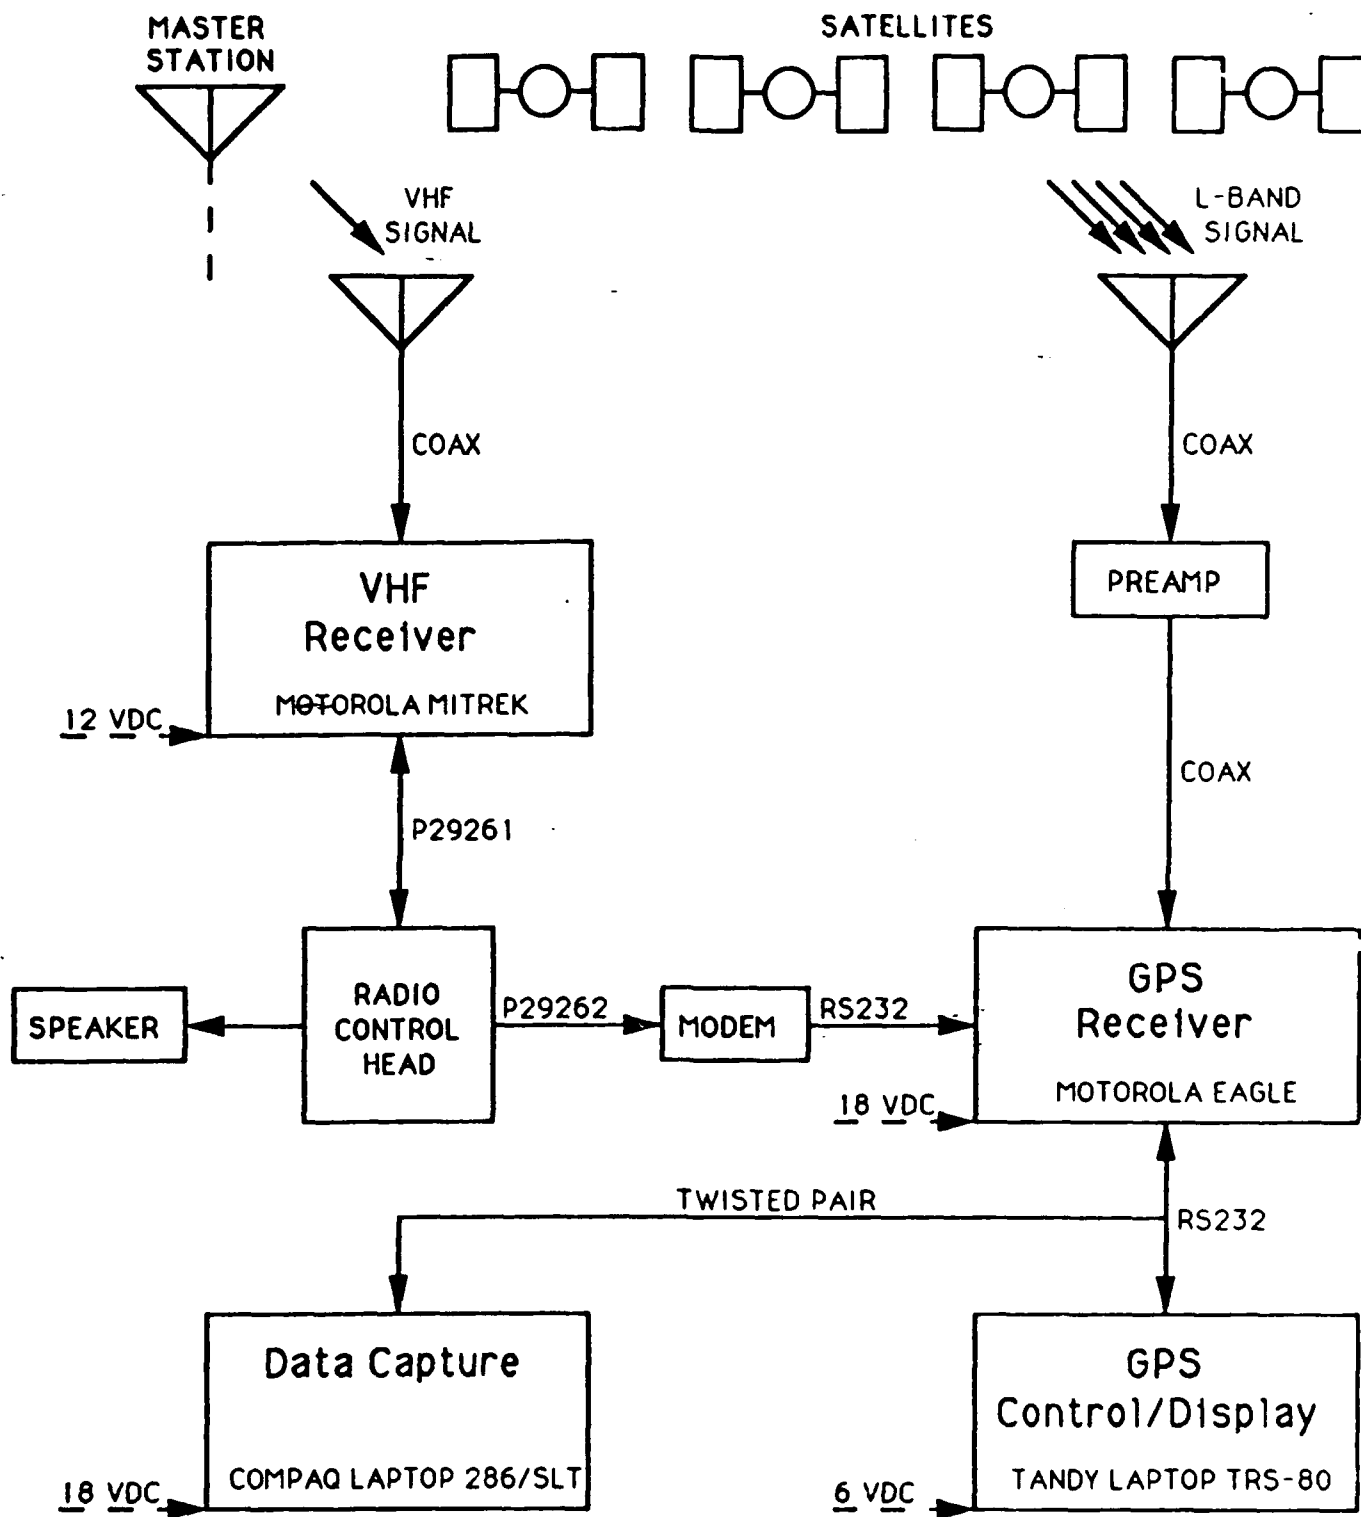 MASTER
STATION
SATELLITES
VHF
SIGNAL
L-BAND
SIGNAL
COAX
COAX
VHF
Receiver
MOTOROLA MITREK
12 VDC
PREAMP
COAX
P29261
SPEAKER
RADIO
CONTROL
HEAD
P29262
MODEM
RS232
GPS
Receiver
MOTOROLA EAGLE
18 VDC
TWISTED PAIR
RS232
Data Capture
COMPAQ LAPTOP 286/SLT
18 VDC
GPS
Control/Display
TANDY LAPTOP TRS-80
6 VDC